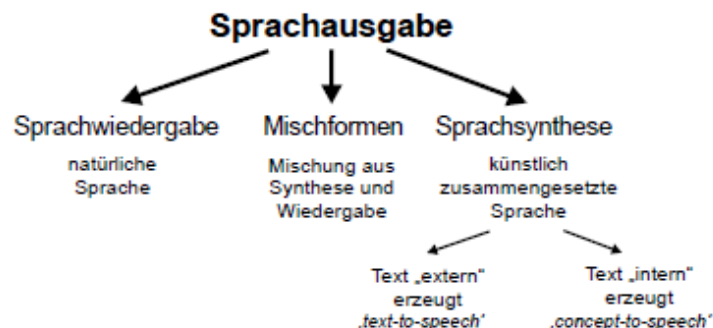 Sprachausgabe
Sprachwiedergabe
natürliche
Sprache
Mischformen
Mischung aus
Synthese und
Wiedergabe
Sprachsynthese
künstlich
zusammengesetzte
Sprache
Text „extern“
erzeugt
‚text-to-speech‘
Text „intern“
erzeugt
‚concept-to-speech‘